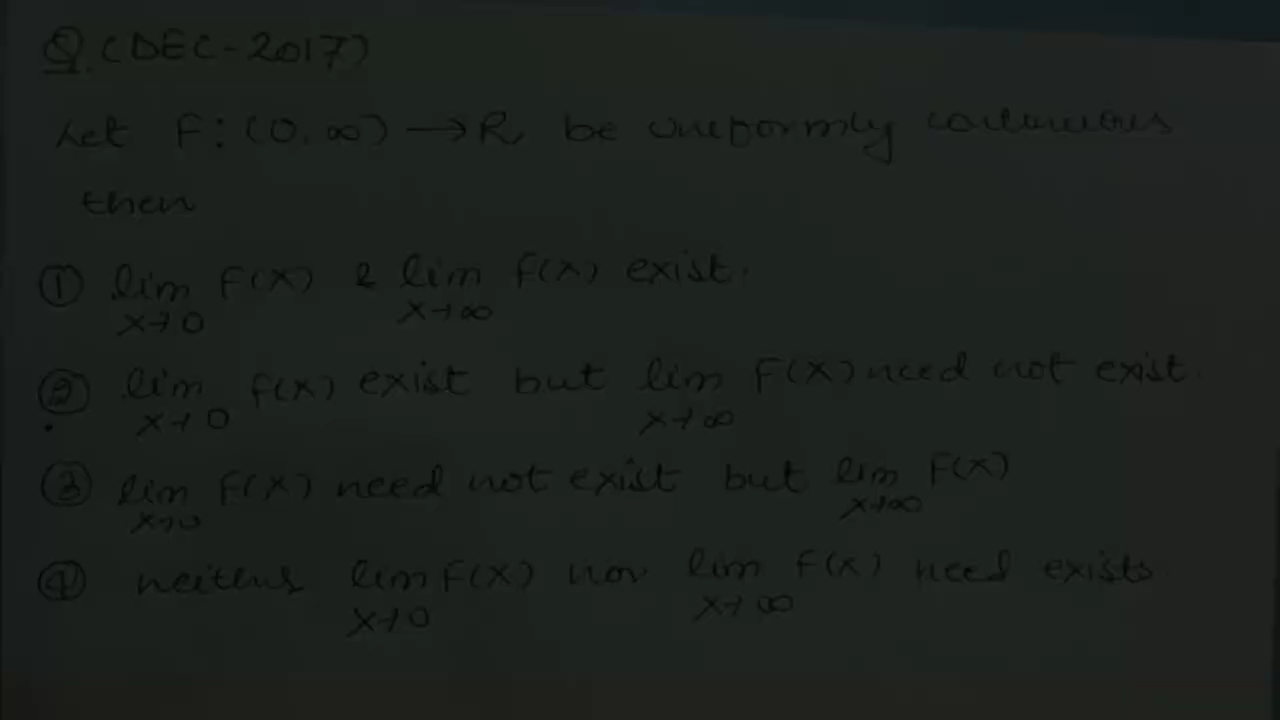 Q. (DEC-2017)
Let F: (0, ∞) → R be uniformly continuous
then
① lim F(X) & lim f(x) exist.
X→0 X→∞
② lim f(x) exist but lim F(X) need not exist.
X→0 X→∞
③ lim F(X) need not exist but lim F(X)
X→0 X→∞
④ neither lim F(X) nor lim F(X) need exists
X→0 X→∞